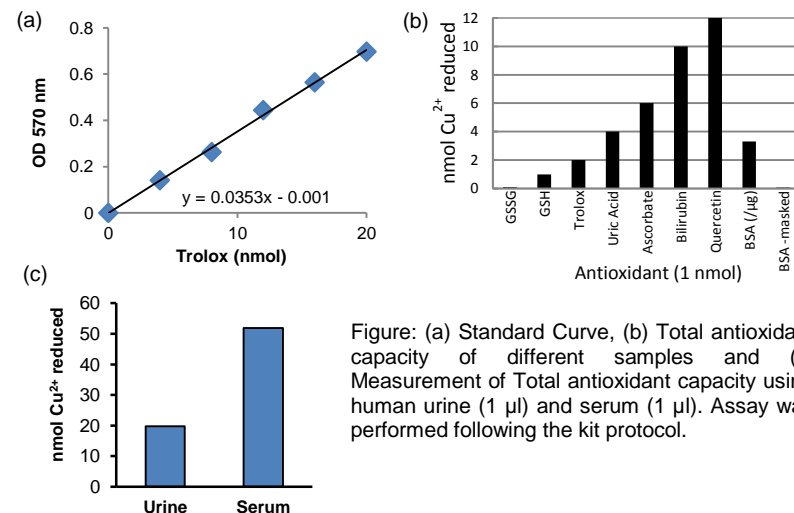 (a)
0.8
0.6
0.4
0.2
0
OD 570 nm
y = 0.0353x - 0.001
0 10 20
Trolox (nmol)
(b)
12
10
8
6
4
2
0
nmol Cu²⁺ reduced
GSSG
GSH
Trolox
Uric Acid
Ascorbate
Bilirubin
Quercetin
BSA (/µg)
BSA -masked
Antioxidant (1 nmol)
(c)
60
50
40
30
20
10
0
nmol Cu²⁺ reduced
Urine Serum
Figure: (a) Standard Curve, (b) Total
capacity of different samples and
Measurement of Total antioxidant capacity
human urine (1 µl) and serum (1 µl). Assay
performed following the kit protocol.